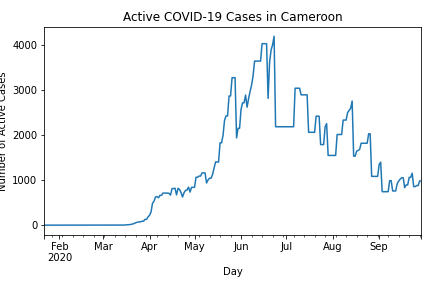 Active COVID-19 Cases in Cameroon
Number of Active Cases
4000
3000
2000
1000
0
Feb
2020
Mar
Apr
May
Jun
Jul
Aug
Sep
Day